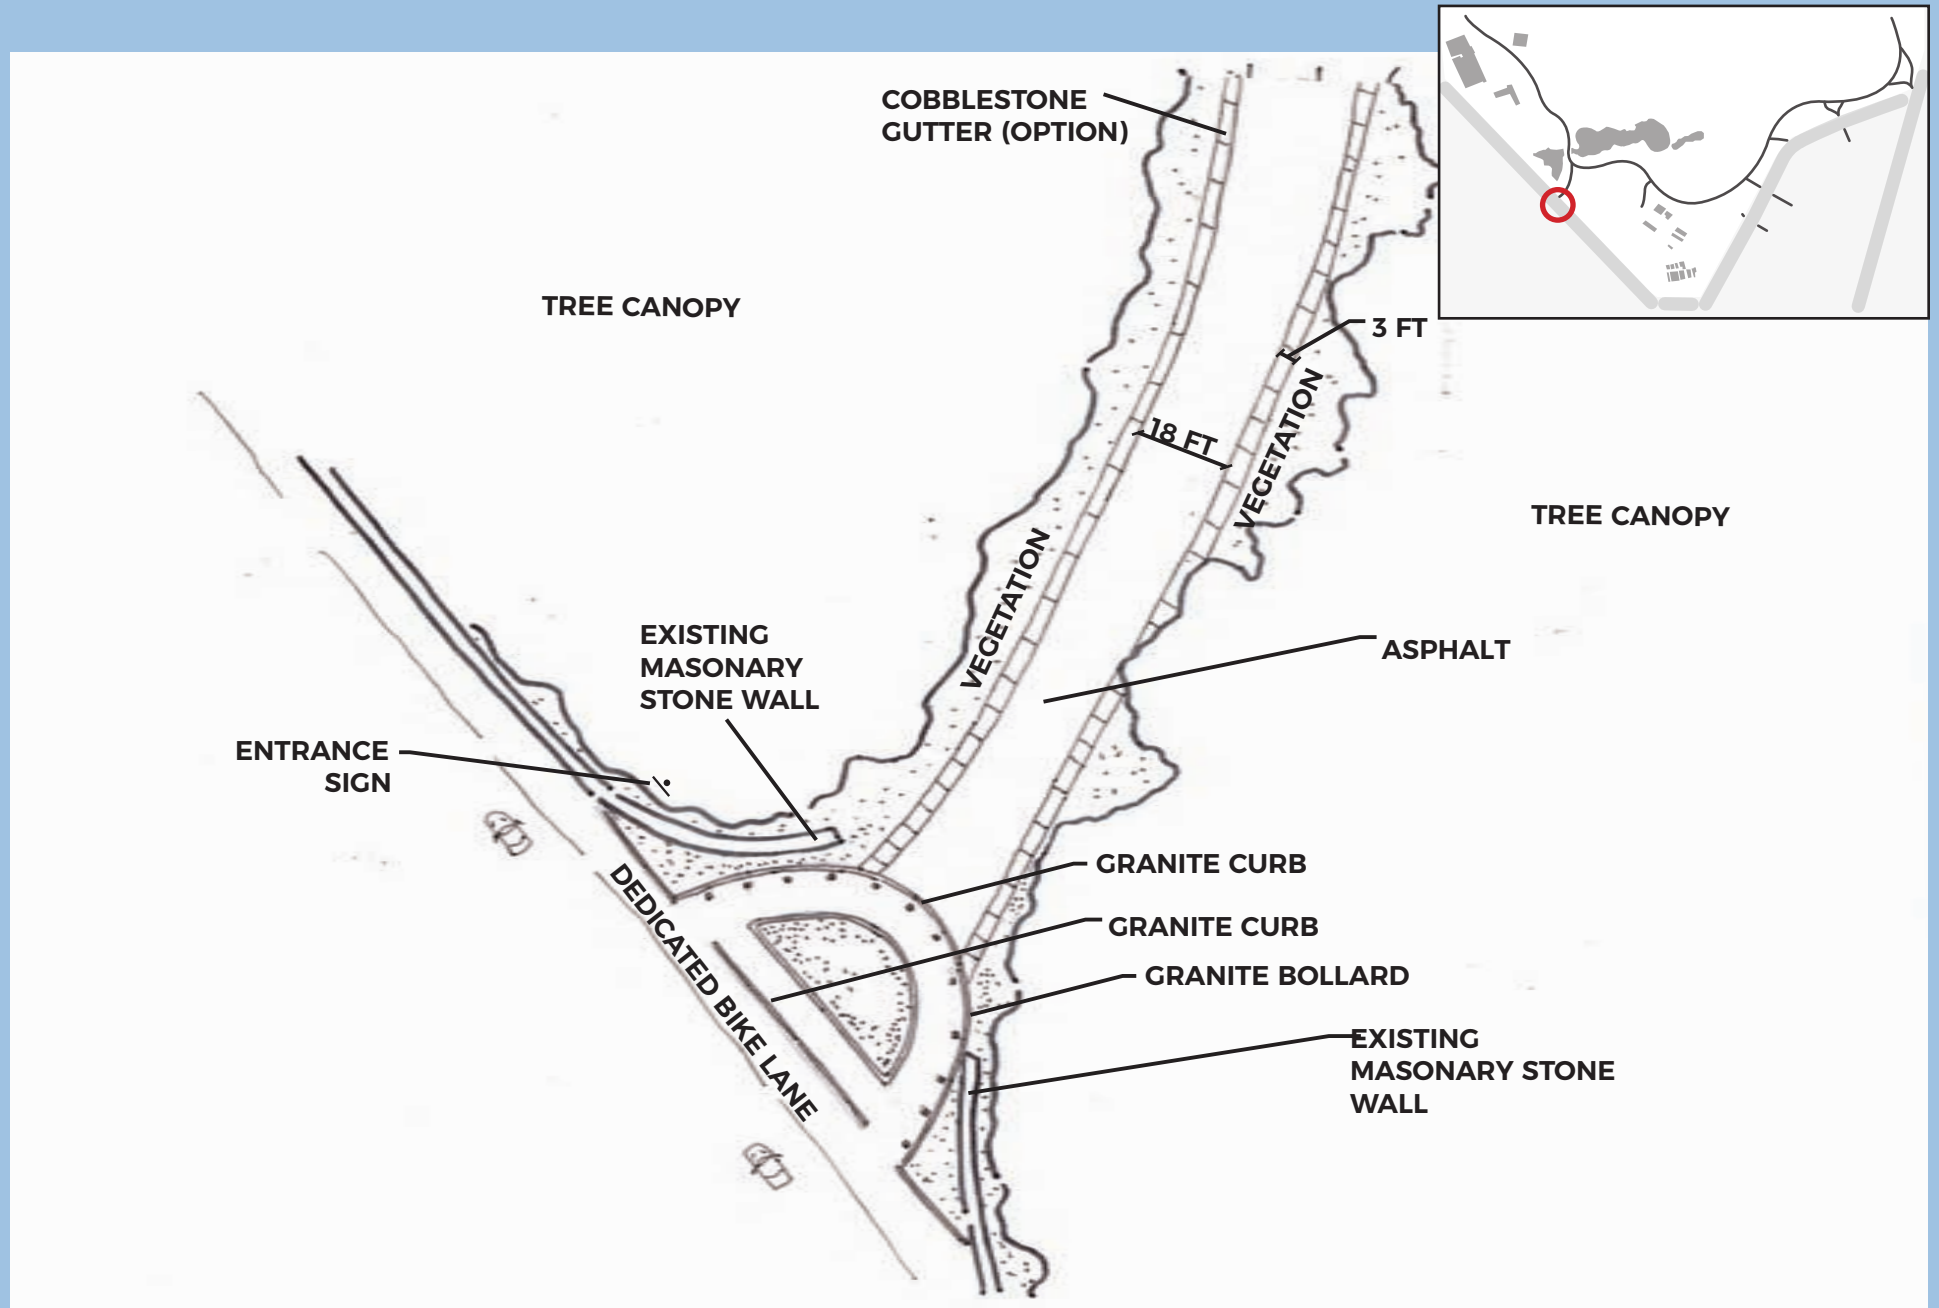 COBBLESTONE
GUTTER (OPTION)
TREE CANOPY
3 FT
18 FT
VEGETATION
VEGETATION
TREE CANOPY
EXISTING
MASONARY
STONE WALL
ASPHALT
ENTRANCE
SIGN
DEDICATED BIKE LANE
GRANITE CURB
GRANITE CURB
GRANITE BOLLARD
EXISTING
MASONARY STONE
WALL